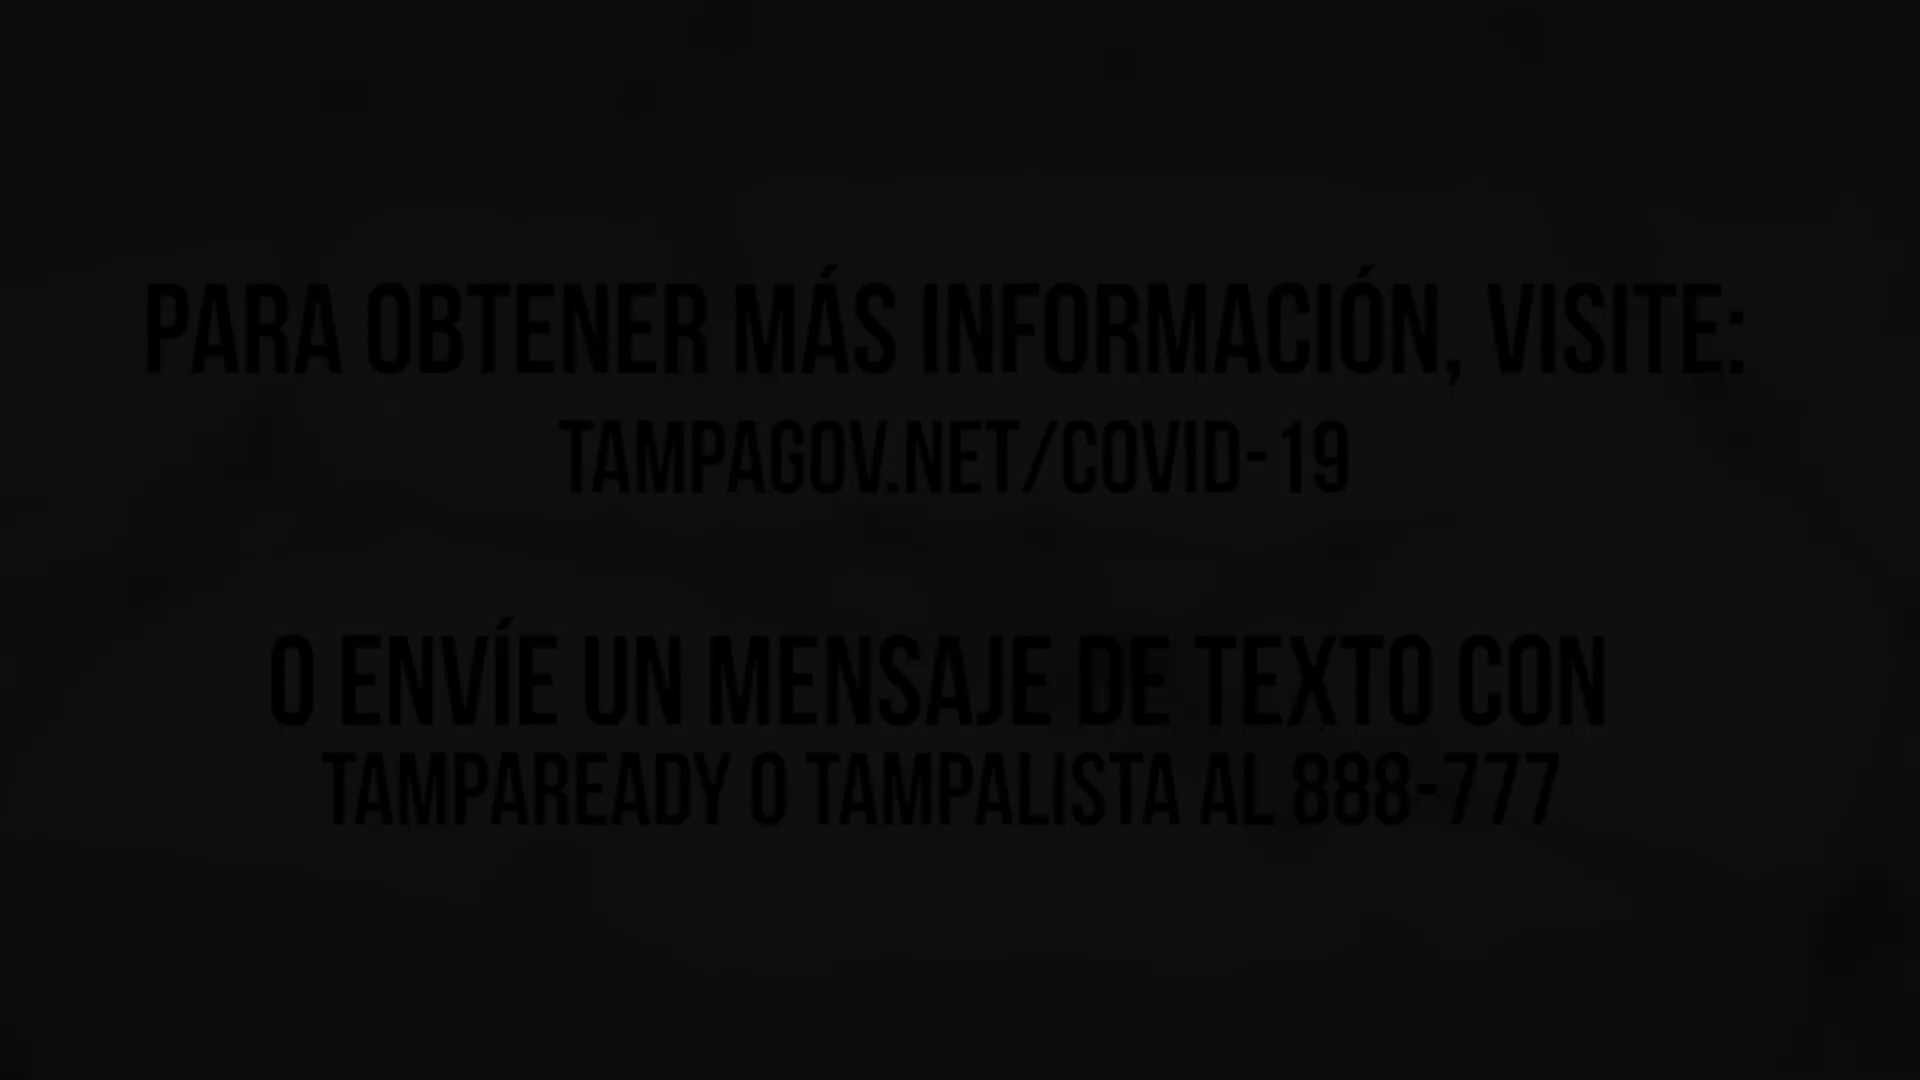 PARA OBTENER MÁS INFORMACIÓN, VISITE:
TAMPAGOV.NET/COVID-19
O ENVÍE UN MENSAJE DE TEXTO CON
TAMPAREADY O TAMPALISTA AL 888-777